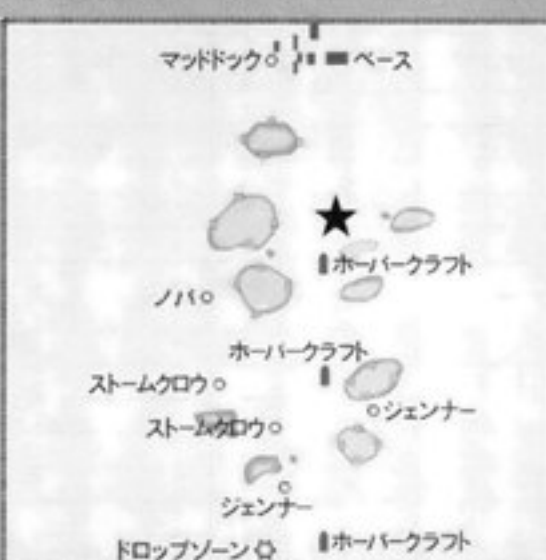 マッドドック
ベース
ホーバークラフト
ノバ
ホーバークラフト
ストームクロウ
ジェンナー
ストームクロウ
ジェンナー
ドロップゾーン
ホーバークラフト